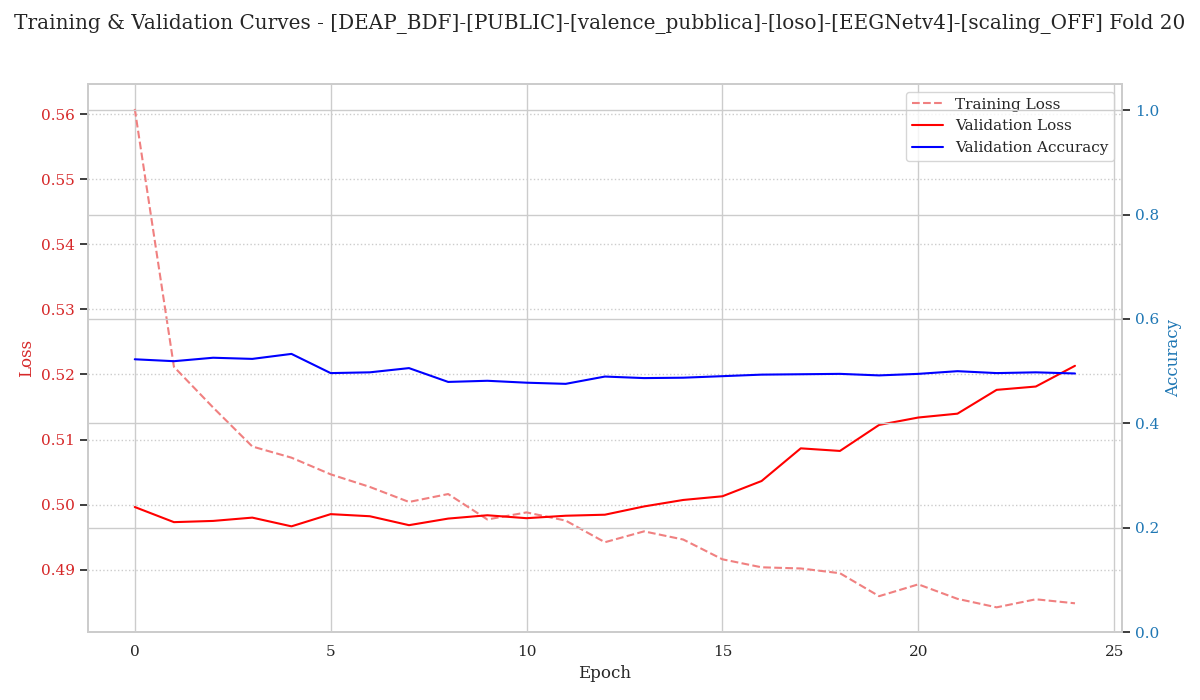 Training & Validation Curves - [DEAP_BDF]-[PUBLIC]-[valence_pubblica]-[loso]-[EEGNetv4]-[scaling_OFF] Fold 20
Training Loss
Validation Loss
Validation Accuracy
0.56
0.55
0.54
0.53
0.52
0.51
0.50
0.49
Loss
1.0
0.8
0.6
0.4
0.2
0.0
Accuracy
0 5 10 15 20 25
Epoch